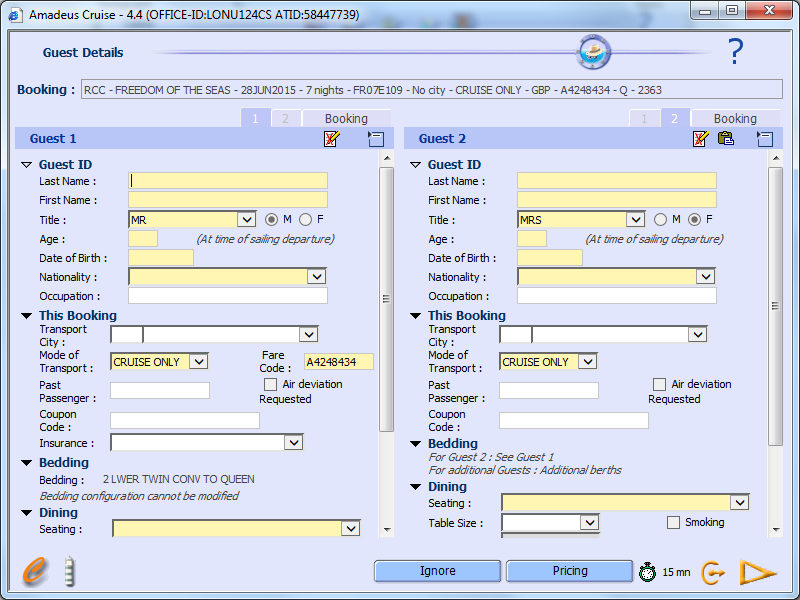 Amadeus Cruise - 4.4 (OFFICE-ID:LONU124CS ATID:58447739)
Guest Details
?
Booking : RCC - FREEDOM OF THE SEAS - 28JUN2015 - 7 nights - FR07E109 - No city - CRUISE ONLY - GBP - A4248434 - Q - 2363
1 2 Booking
Guest 1
Guest ID
Last Name :
First Name :
Title : MR M F
Age : (At time of sailing departure)
Date of Birth :
Nationality :
Occupation :
This Booking
Transport
City :
Mode of
Transport : CRUISE ONLY
Fare
Code : A4248434
Past
Passenger :
Air deviation
Requested
Coupon
Code :
Insurance :
Bedding
Bedding : 2 LWER TWIN CONV TO QUEEN
Bedding configuration cannot be modified
Dining
Seating :
1 2 Booking
Guest 2
Guest ID
Last Name :
First Name :
Title : MRS M F
Age : (At time of sailing departure)
Date of Birth :
Nationality :
Occupation :
This Booking
Transport
City :
Mode of
Transport : CRUISE ONLY
Past
Passenger :
Air deviation
Requested
Coupon
Code :
Bedding
For Guest 2 : See Guest 1
For additional Guests : Additional berths
Dining
Seating :
Table Size : Smoking
Ignore
Pricing
15 mn